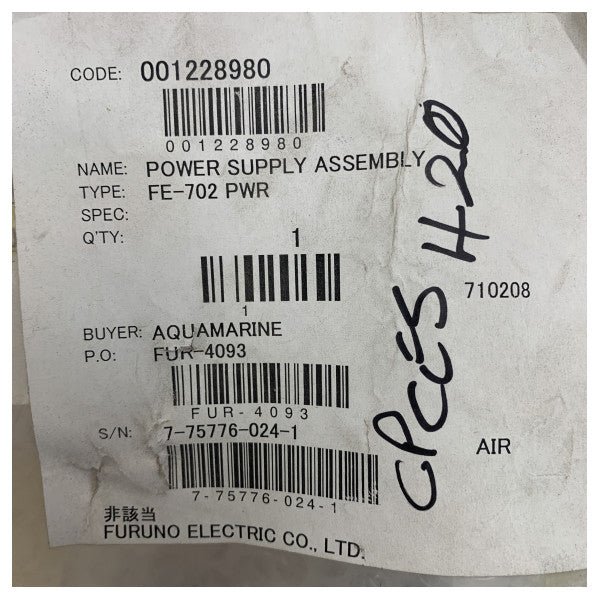 CODE: 001228980
001228980
NAME: POWER SUPPLY ASSEMBLY
TYPE: FE-702 PWR
SPEC:
Q'TY: 1
1
710208
BUYER: AQUAMARINE
P.O: FUR-4093
FUR-4093
S/N: 7-75776-024-1
AIR
7-75776-024-1
非該当
FURUNO ELECTRIC CO., LTD.
H20